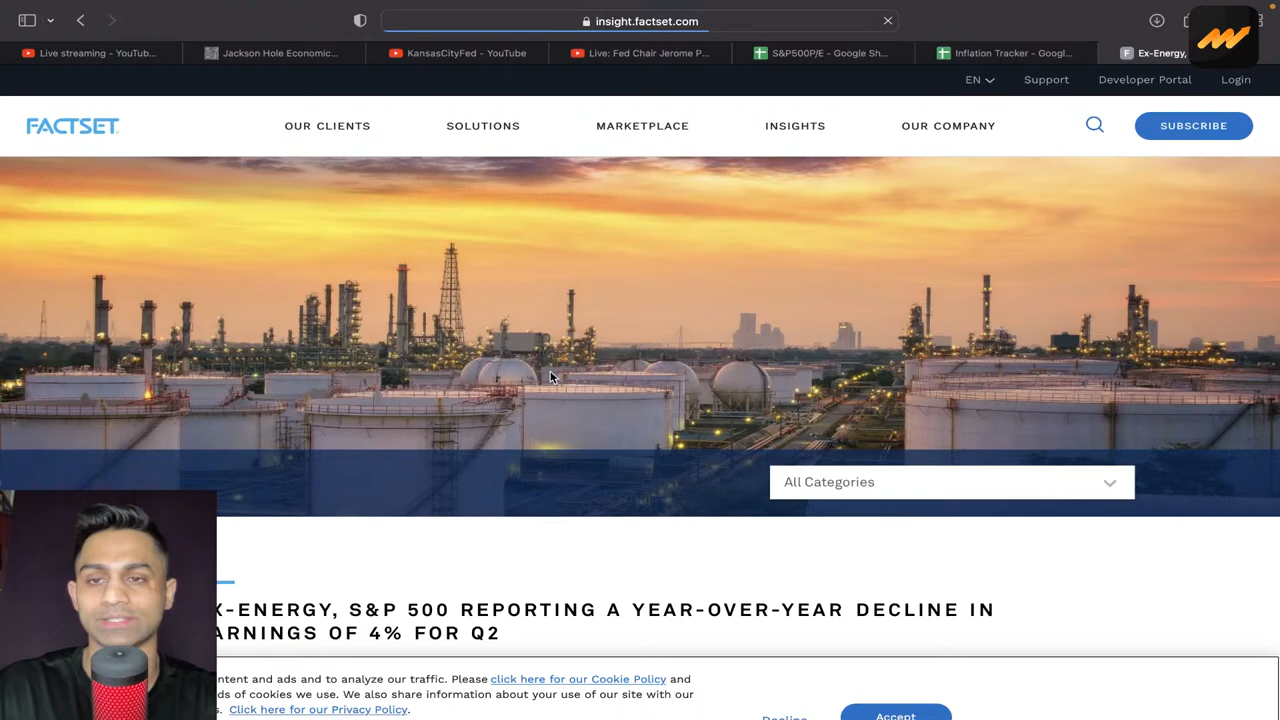 insight.factset.com
Live streaming - YouTub...
Jackson Hole Economic...
KansasCityFed - YouTube
Live: Fed Chair Jerome P...
S&P500P/E - Google Sh...
Inflation Tracker - Googl...
Ex-Energy,
EN
Support
Developer Portal
Login
FACTSET
OUR CLIENTS
SOLUTIONS
MARKETPLACE
INSIGHTS
OUR COMPANY
SUBSCRIBE
All Categories
X-ENERGY, S&P 500 REPORTING A YEAR-OVER-YEAR DECLINE IN
ARNINGS OF 4% FOR Q2
ntent and ads and to analyze our traffic. Please click here for our Cookie Policy and
ds of cookies we use. We also share information about your use of our site with our
s. Click here for our Privacy Policy.
Decline
Accept